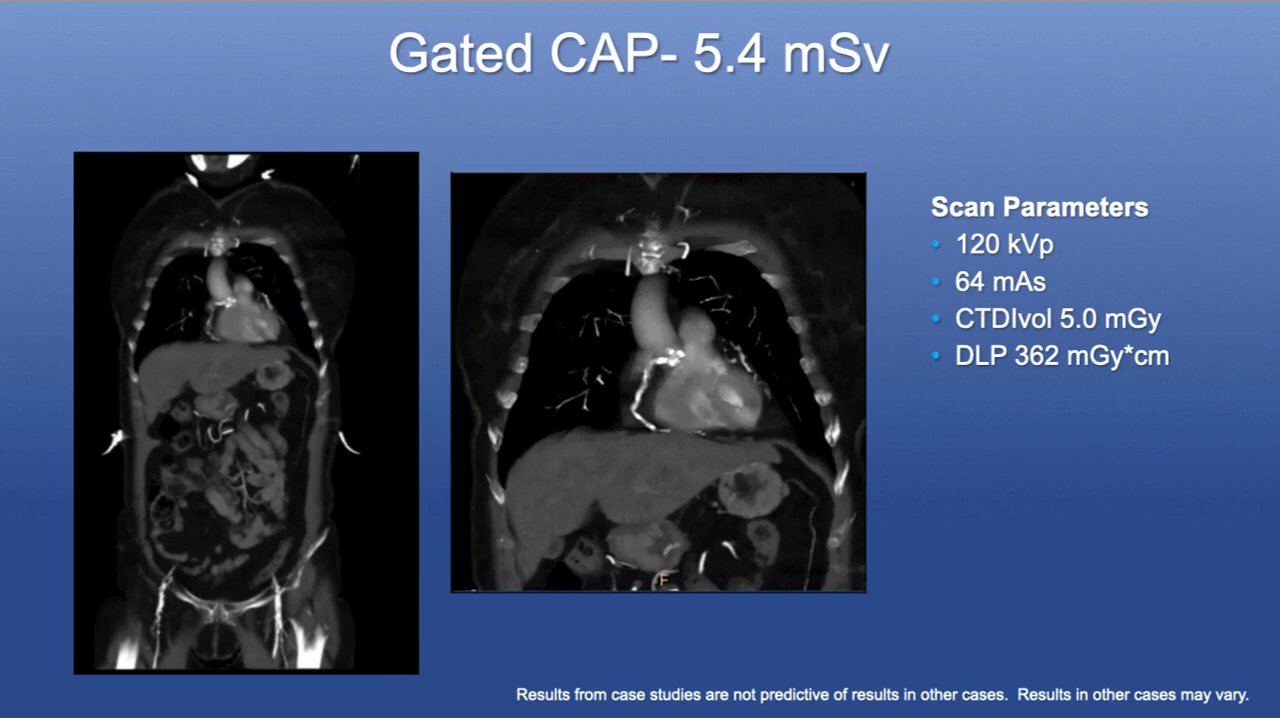 Gated CAP- 5.4 mSv
Scan Parameters
• 120 kVp
• 64 mAs
• CTDIvol 5.0 mGy
• DLP 362 mGy*cm
F
Results from case studies are not predictive of results in other cases.  Results in other cases may vary.